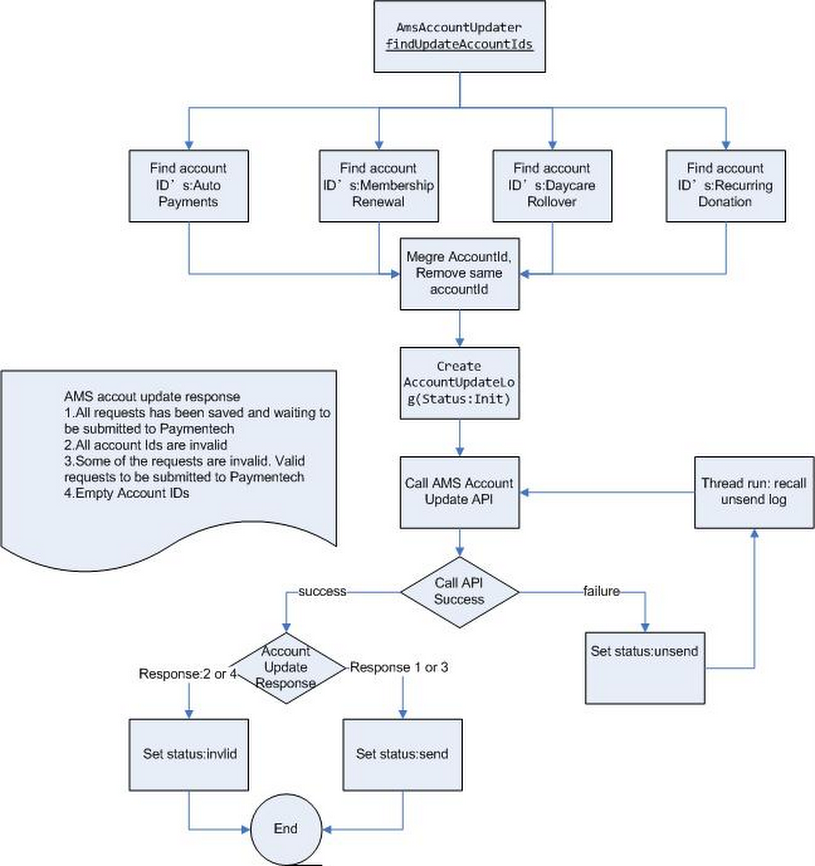 AmsAccountUpdater
findUpdateAccountIds
Find account
ID’s:Auto
Payments
Find account
ID’s:Membership
Renewal
Find account
ID’s:Daycare
Rollover
Find account
ID’s:Recurring
Donation
Megre AccountId,
Remove same
accountId
Create
AccountUpdateLo
g(Status:Init)
AMS accout update response
1.All requests has been saved and waiting to
be submitted to Paymentech
2.All account Ids are invalid
3.Some of the requests are invalid. Valid
requests to be submitted to Paymentech
4.Empty Account IDs
Call AMS Account
Update API
Thread run: recall
unsend log
Call API
Success
success
failure
Set status:unsend
Account
Update
Response
Response:2 or 4
Response 1 or 3
Set status:invlid
Set status:send
End